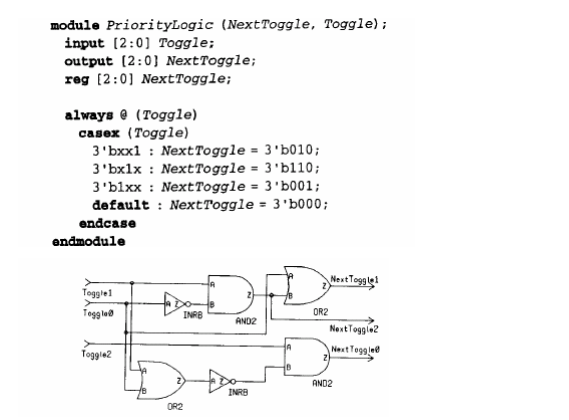 module PriorityLogic (NextToggle, Toggle);
input [2:0] Toggle;
output [2:0] NextToggle;
reg [2:0] NextToggle;
always @ (Toggle)
casex (Toggle)
3'bxx1 : NextToggle = 3'b010;
3'bx1x : NextToggle = 3'b110;
3'b1xx : NextToggle = 3'b001;
default : NextToggle = 3'b000;
endcase
endmodule
Toggle1
Toggle0
A Z
INRB
A
B
Z
AND2
A
B
Z
OR2
NextToggle1
NextToggle2
Toggle2
A
B
Z
OR2
A Z
INRB
A
B
Z
AND2
NextToggle0